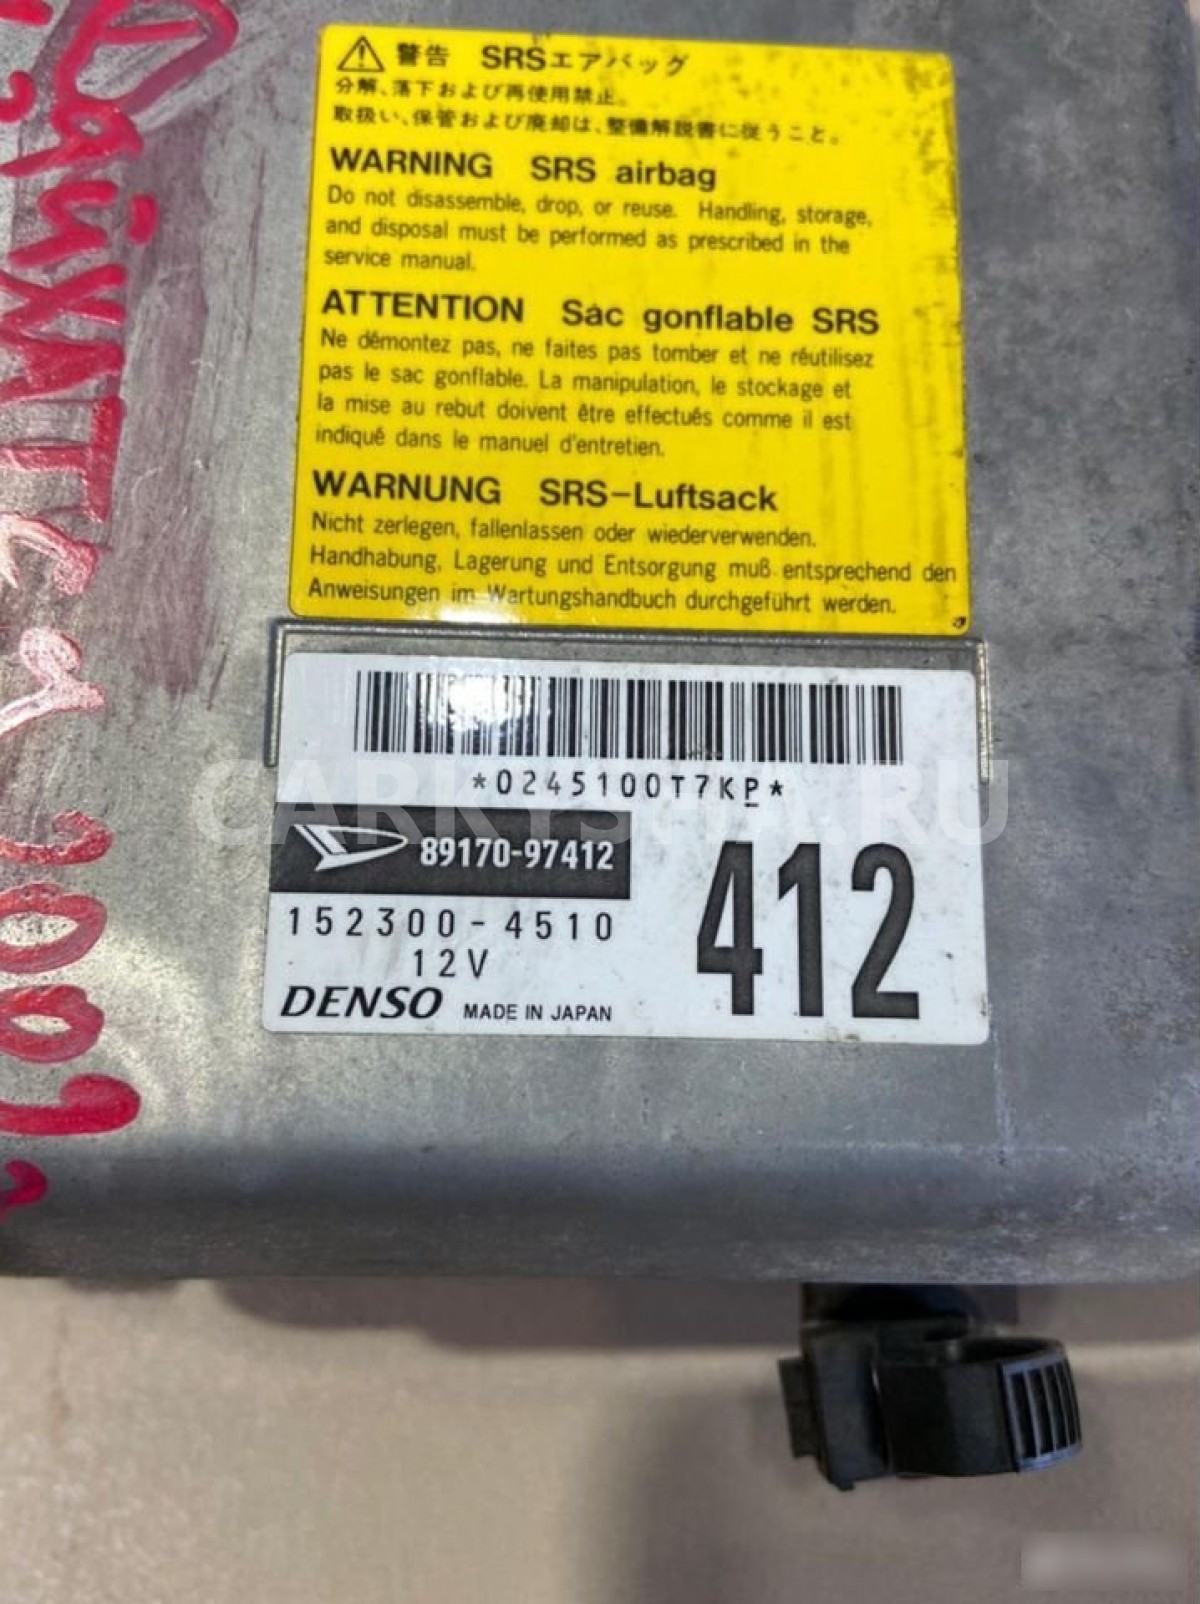 警告 SRSエアバッグ
分解、落下および再使用禁止。
取扱い、保管および廃却は、整備解説書に従うこと。
WARNING SRS airbag
Do not disassemble, drop, or reuse. Handling, storage,
and disposal must be performed as prescribed in the
service manual.
ATTENTION Sac gonflable SRS
Ne démontez pas, ne faites pas tomber et ne réutilisez
pas le sac gonflable. La manipulation, le stockage et
la mise au rebut doivent être effectués comme il est
indiqué dans le manuel d'entretien.
WARNUNG SRS-Luftsack
Nicht zerlegen, fallenlassen oder wiederverwenden.
Handhabung, Lagerung und Entsorgung muß entsprechend den
Anweisungen im Wartungshandbuch durchgeführt werden.
*0245100T7KP*
CARKYSHA.RU
89170-97412
152300-4510
412
12V
DENSO MADE IN JAPAN